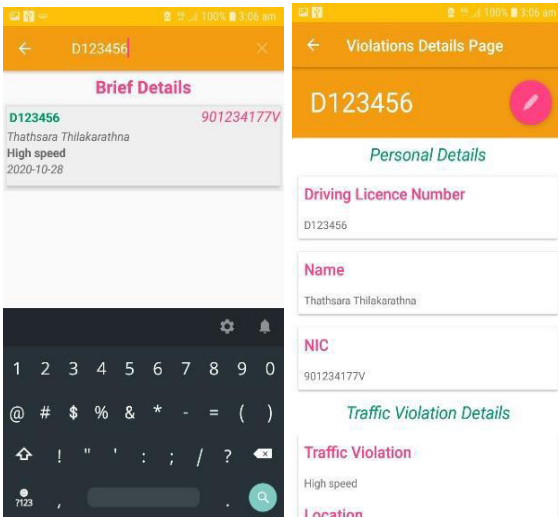 100% 3:06 am
D123456
Brief Details
D123456 901234177V
Thathsara Thilakarathna
High speed
2020-10-28
1 2 3 4 5 6 7 8 9 0
@ # $ % & * - = ( )
! " ' : ; / ?
?123 , .
100% 3:06 am
Violations Details Page
D123456
Personal Details
Driving Licence Number
D123456
Name
Thathsara Thilakarathna
NIC
901234177V
Traffic Violation Details
Traffic Violation
High speed
Location